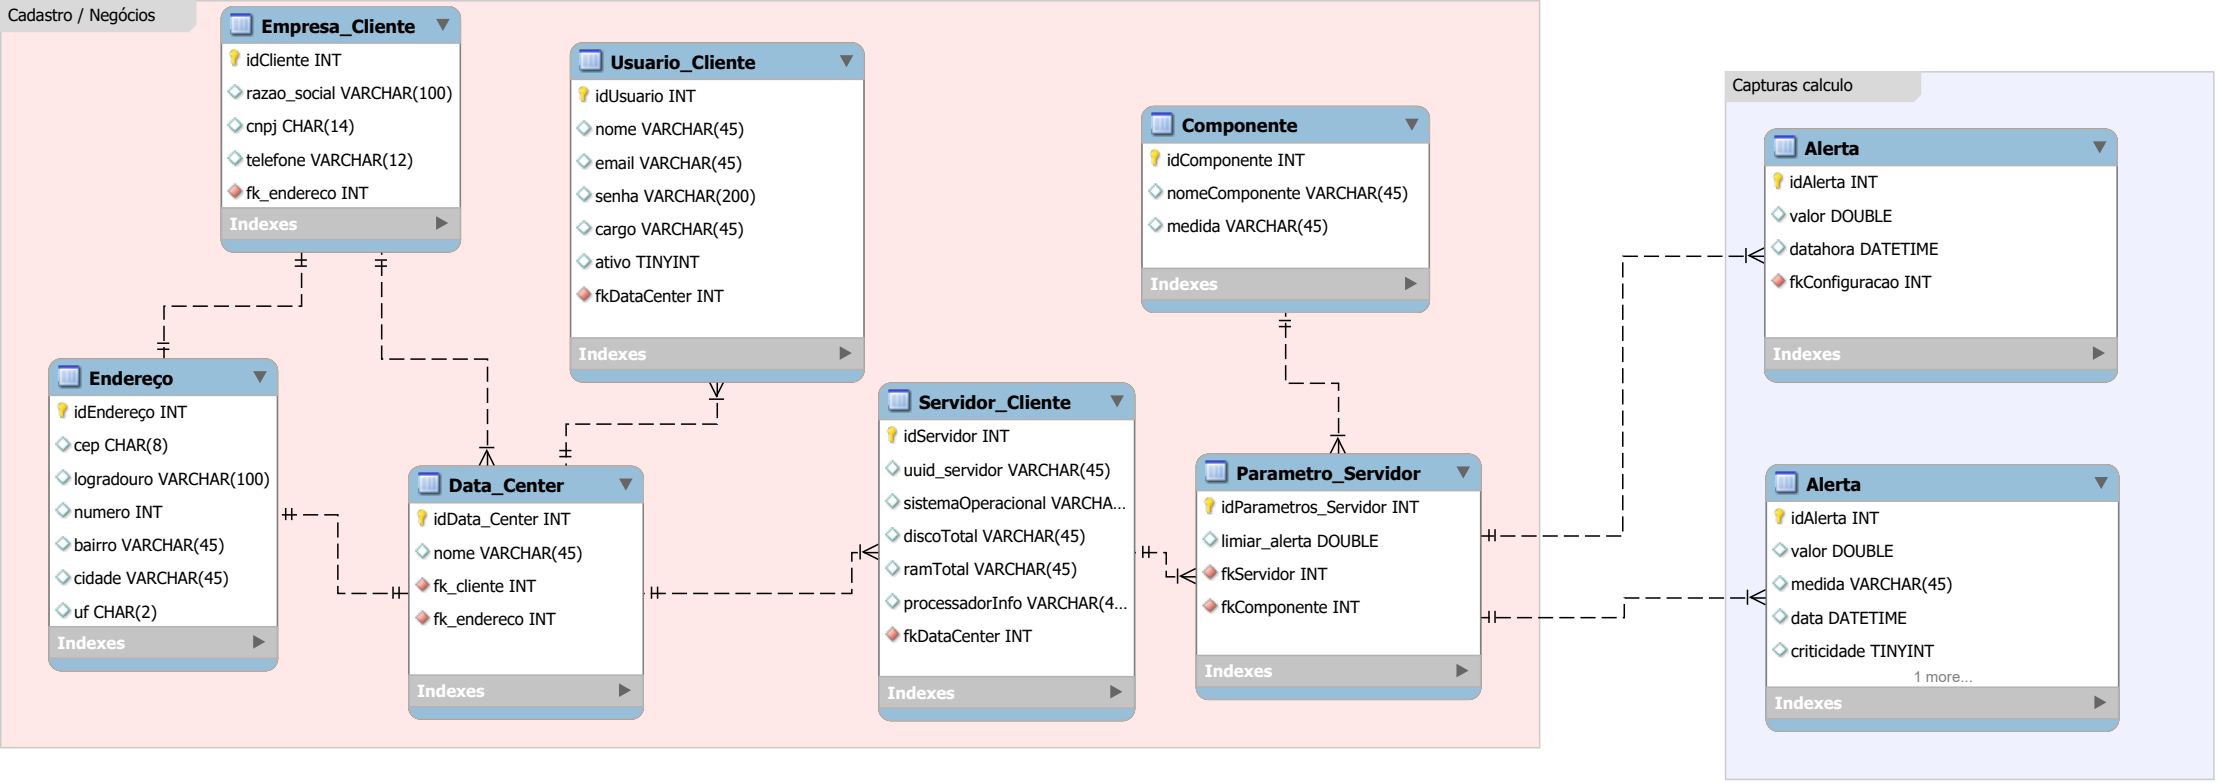 Cadastro / Negócios
Empresa_Cliente
idCliente INT
razao_social VARCHAR(100)
cnpj CHAR(14)
telefone VARCHAR(12)
fk_endereco INT
Indexes
Usuario_Cliente
idUsuario INT
nome VARCHAR(45)
email VARCHAR(45)
senha VARCHAR(200)
cargo VARCHAR(45)
ativo TINYINT
fkDataCenter INT
Indexes
Componente
idComponente INT
nomeComponente VARCHAR(45)
medida VARCHAR(45)
Indexes
Endereço
idEndereço INT
cep CHAR(8)
logradouro VARCHAR(100)
numero INT
bairro VARCHAR(45)
cidade VARCHAR(45)
uf CHAR(2)
Indexes
Data_Center
idData_Center INT
nome VARCHAR(45)
fk_cliente INT
fk_endereco INT
Indexes
Servidor_Cliente
idServidor INT
uuid_servidor VARCHAR(45)
sistemaOperacional VARCHA...
discoTotal VARCHAR(45)
ramTotal VARCHAR(45)
processadorInfo VARCHAR(4...
fkDataCenter INT
Indexes
Parametro_Servidor
idParametros_Servidor INT
limiar_alerta DOUBLE
fkServidor INT
fkComponente INT
Indexes
Capturas calculo
Alerta
idAlerta INT
valor DOUBLE
datahora DATETIME
fkConfiguracao INT
Indexes
Alerta
idAlerta INT
valor DOUBLE
medida VARCHAR(45)
data DATETIME
criticidade TINYINT
1 more...
Indexes